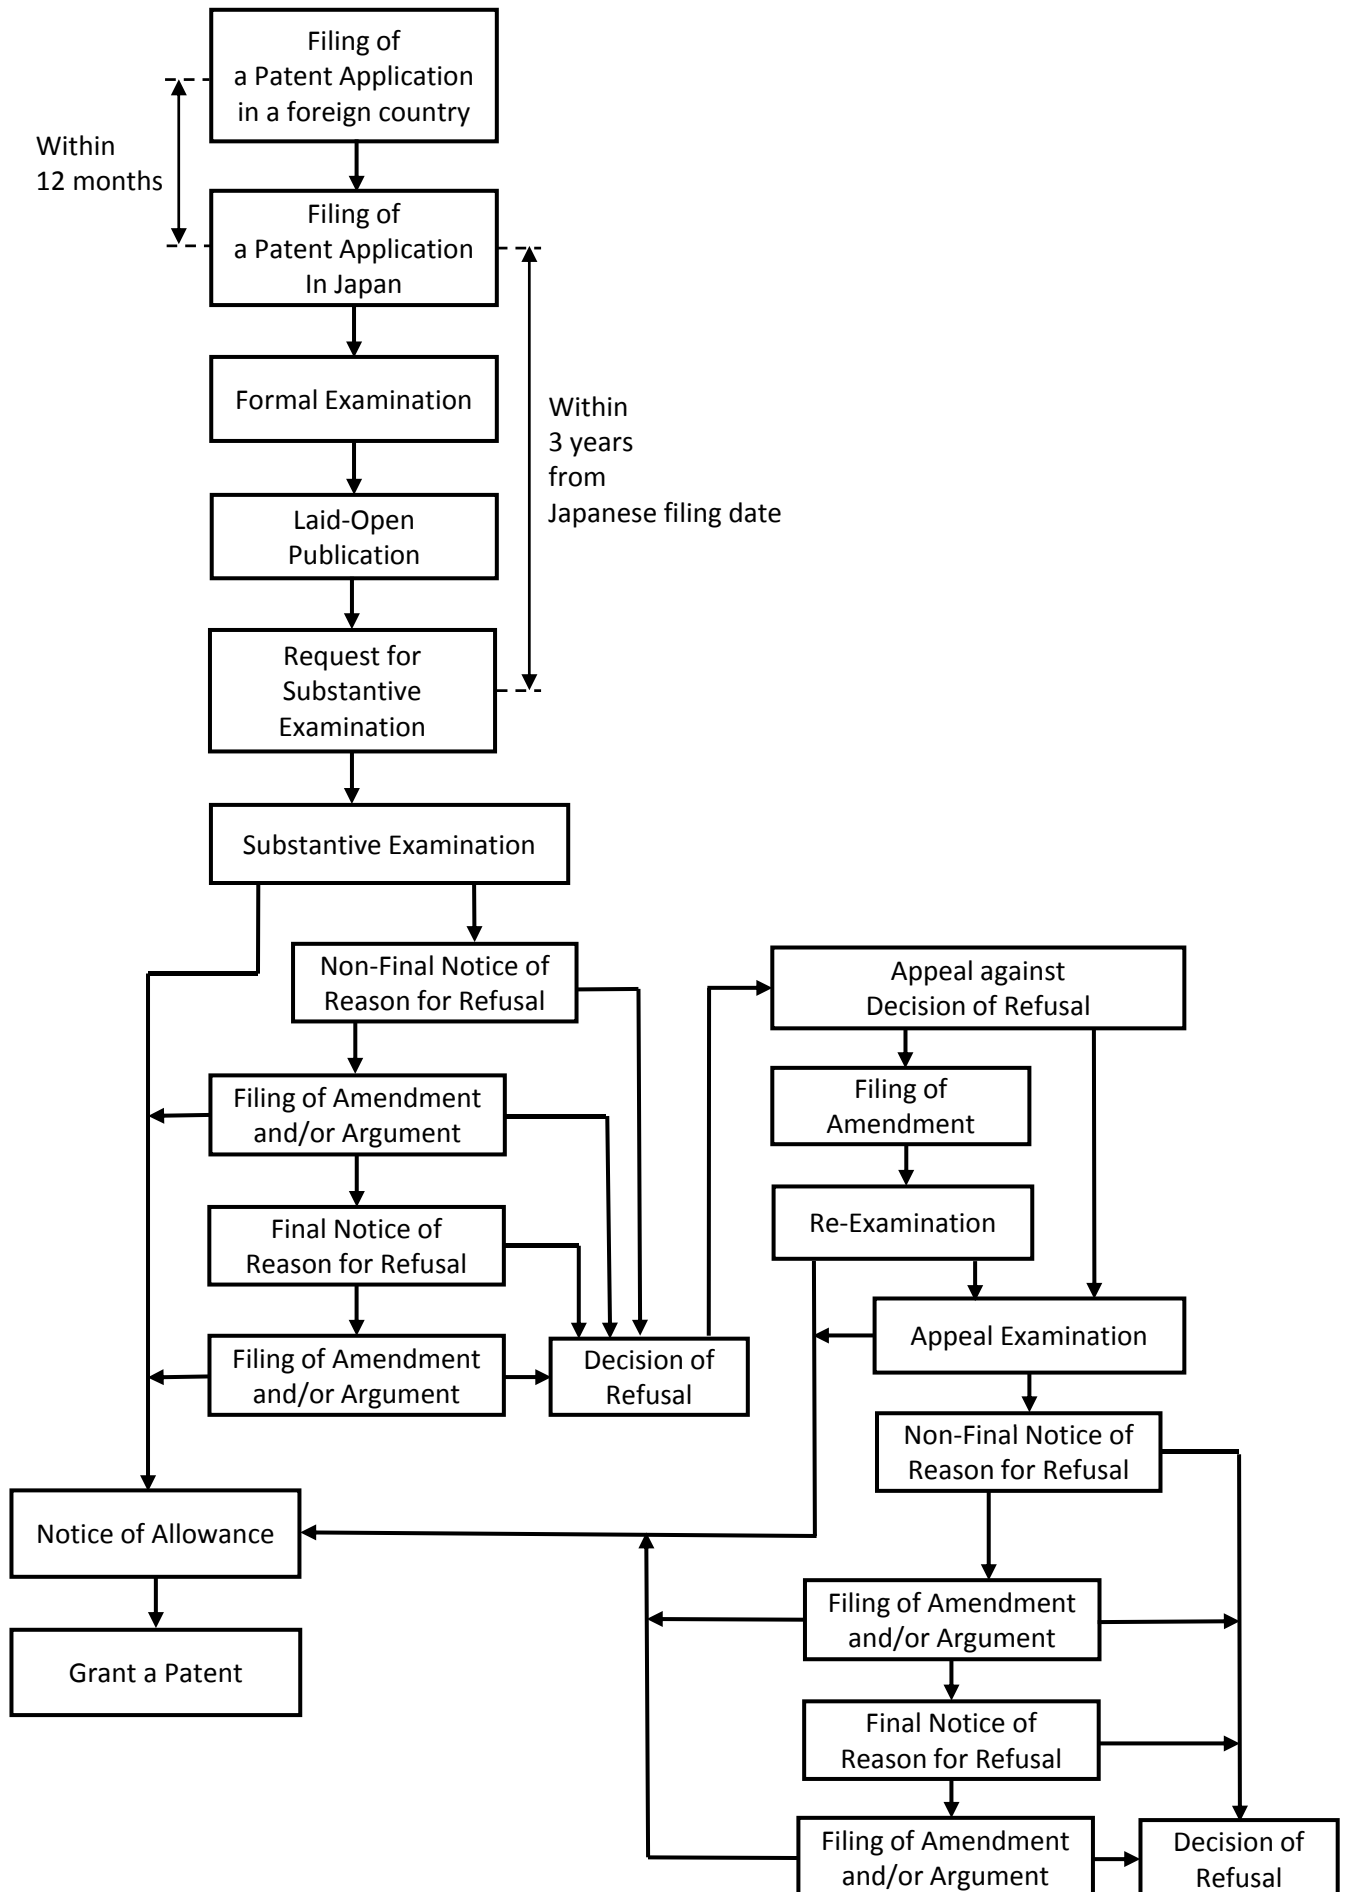 Filing of
a Patent Application
in a foreign country
Within
12 months
Filing of
a Patent Application
In Japan
Formal Examination
Within
3 years
from
Japanese filing date
Laid-Open
Publication
Request for
Substantive
Examination
Substantive Examination
Non-Final Notice of
Reason for Refusal
Filing of Amendment
and/or Argument
Final Notice of
Reason for Refusal
Filing of Amendment
and/or Argument
Decision of
Refusal
Notice of Allowance
Grant a Patent
Appeal against
Decision of Refusal
Filing of
Amendment
Re-Examination
Appeal Examination
Non-Final Notice of
Reason for Refusal
Filing of Amendment
and/or Argument
Final Notice of
Reason for Refusal
Filing of Amendment
and/or Argument
Decision of
Refusal